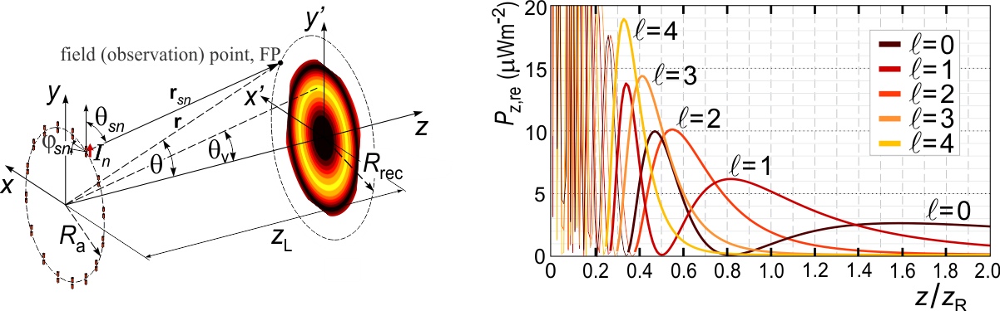 y'
field (observation) point, FP
x'
y
θsn
rsn
r
z
φsn
In
θ
θv
x
Rrec
Ra
zL
20
15
10
5
0
Pz,re (μWm-2)
ℓ=4
ℓ=3
ℓ=2
ℓ=1
ℓ=0
ℓ=0
ℓ=1
ℓ=2
ℓ=3
ℓ=4
0 0.2 0.4 0.6 0.8 1.0 1.2 1.4 1.6 1.8 2.0
z/zR